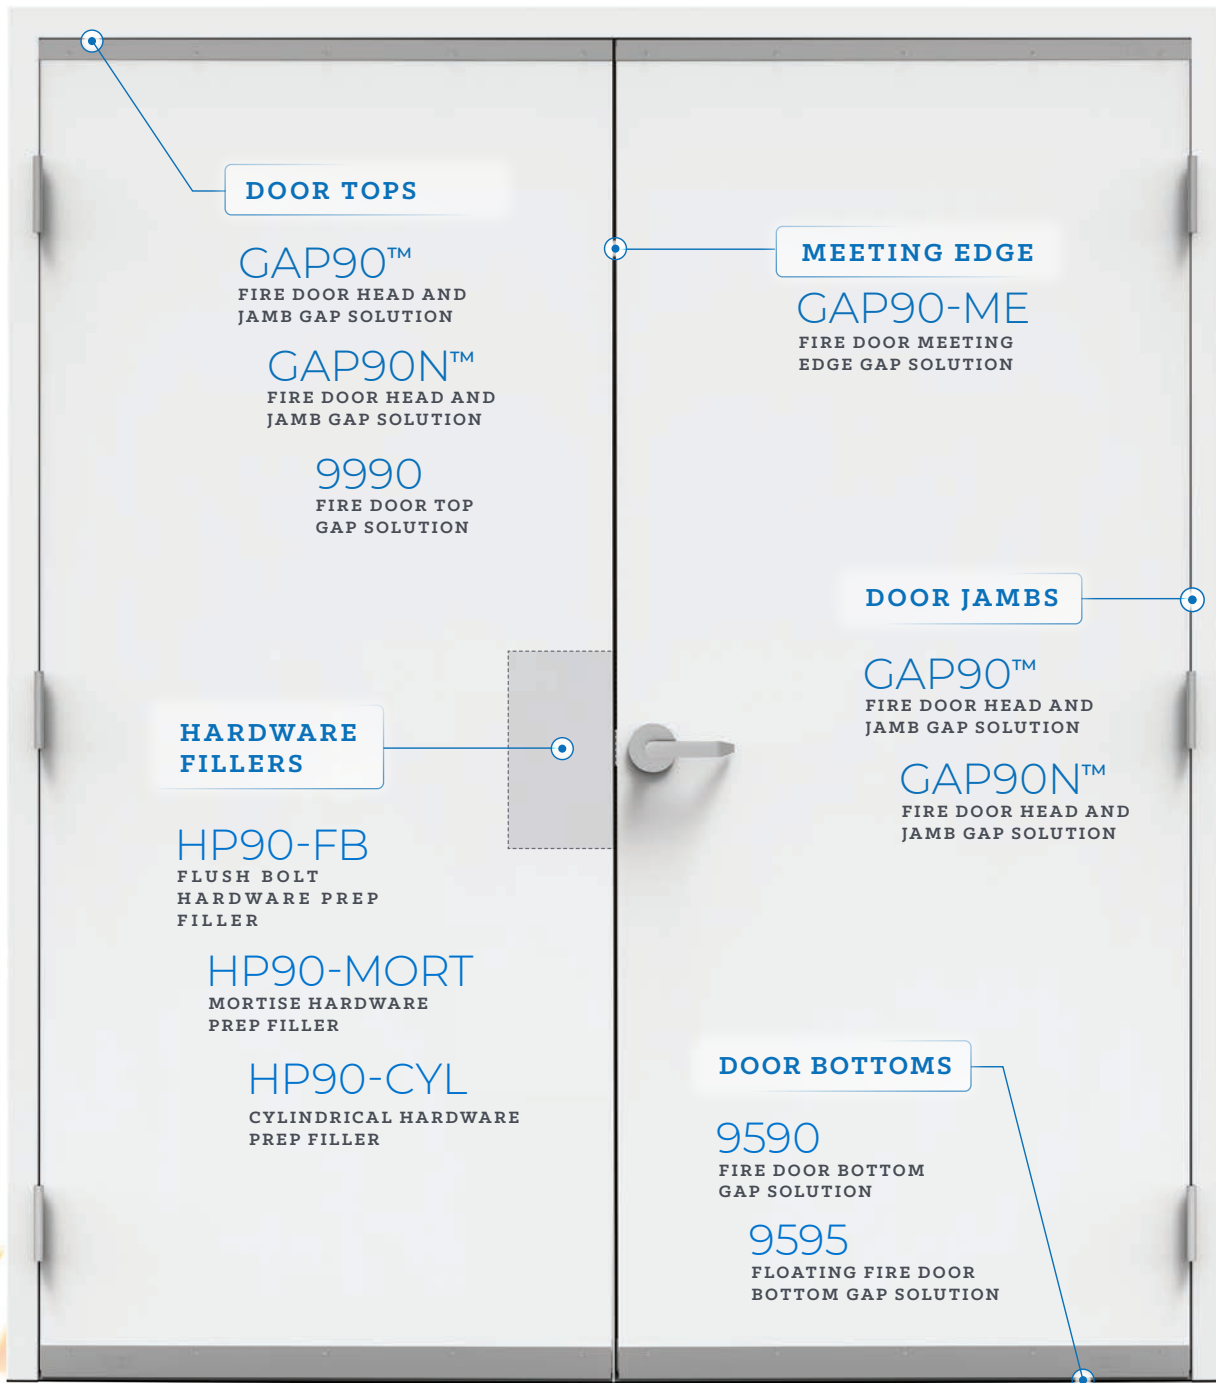 DOOR TOPS
GAP90™
FIRE DOOR HEAD AND
JAMB GAP SOLUTION
GAP90N™
FIRE DOOR HEAD AND
JAMB GAP SOLUTION
9990
FIRE DOOR TOP
GAP SOLUTION
MEETING EDGE
GAP90-ME
FIRE DOOR MEETING
EDGE GAP SOLUTION
DOOR JAMBS
GAP90™
FIRE DOOR HEAD AND
JAMB GAP SOLUTION
GAP90N™
FIRE DOOR HEAD AND
JAMB GAP SOLUTION
HARDWARE
FILLERS
HP90-FB
FLUSH BOLT
HARDWARE PREP
FILLER
HP90-MORT
MORTISE HARDWARE
PREP FILLER
HP90-CYL
CYLINDRICAL HARDWARE
PREP FILLER
DOOR BOTTOMS
9590
FIRE DOOR BOTTOM
GAP SOLUTION
9595
FLOATING FIRE DOOR
BOTTOM GAP SOLUTION